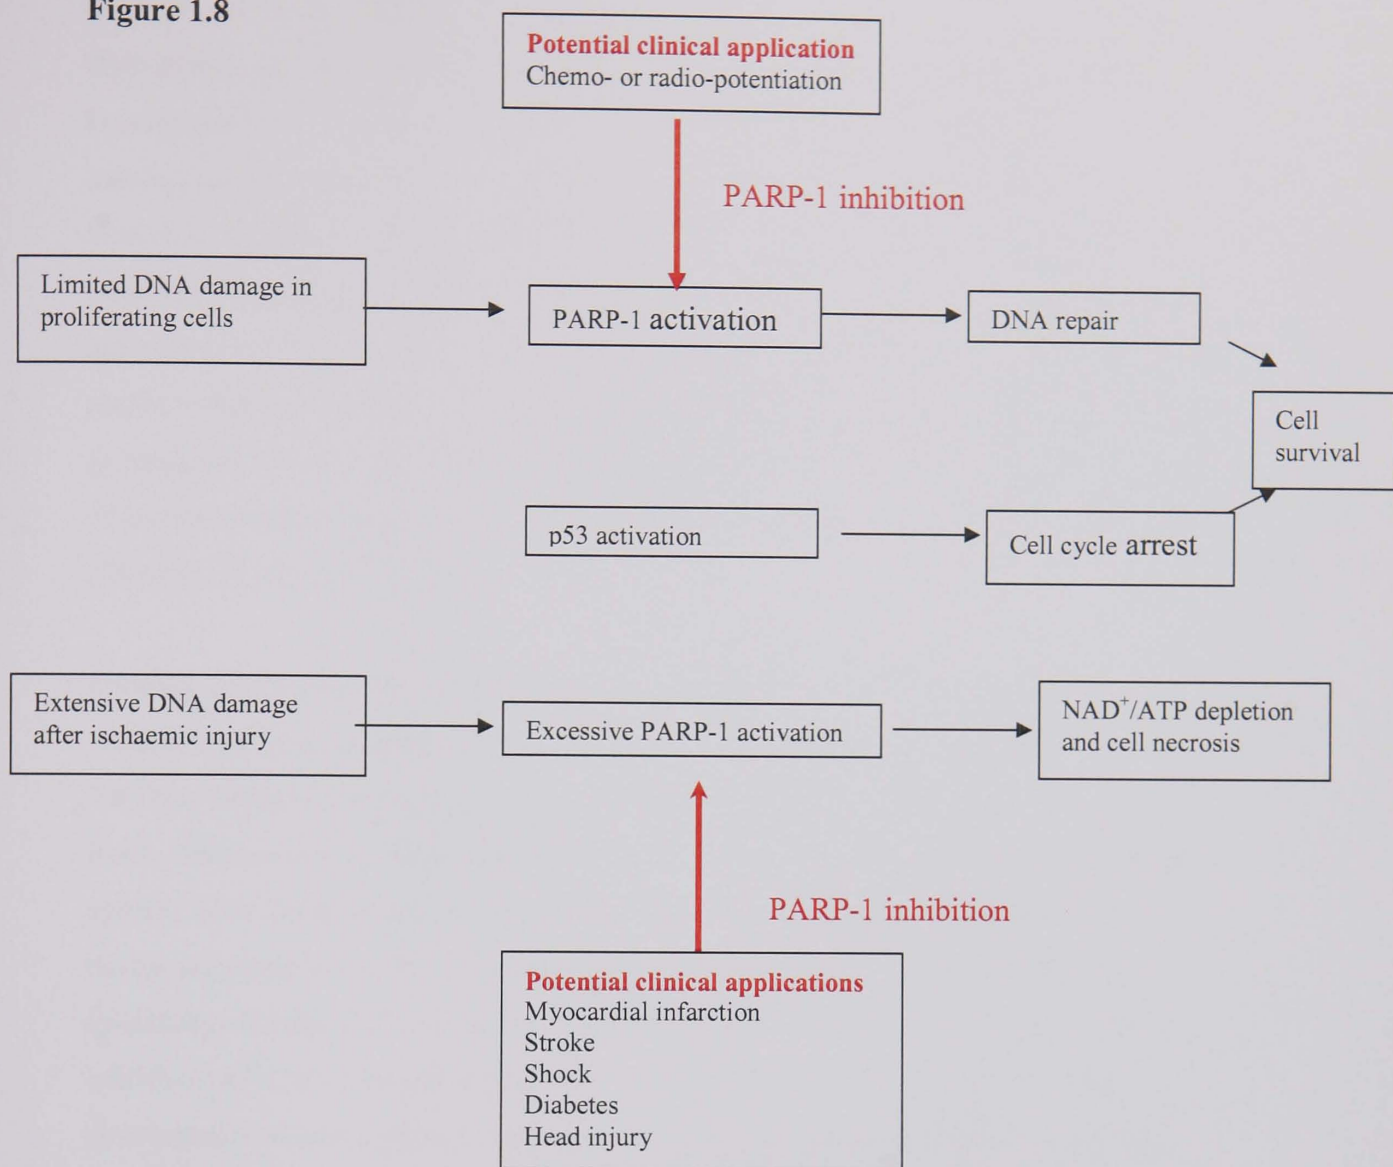 Figure 1.8
Potential clinical application
Chemo- or radio-potentiation
PARP-1 inhibition
Limited DNA damage in
proliferating cells
PARP-1 activation
DNA repair
Cell
survival
p53 activation
Cell cycle arrest
Extensive DNA damage
after ischaemic injury
Excessive PARP-1 activation
NAD⁺/ATP depletion
and cell necrosis
PARP-1 inhibition
Potential clinical applications
Myocardial infarction
Stroke
Shock
Diabetes
Head injury